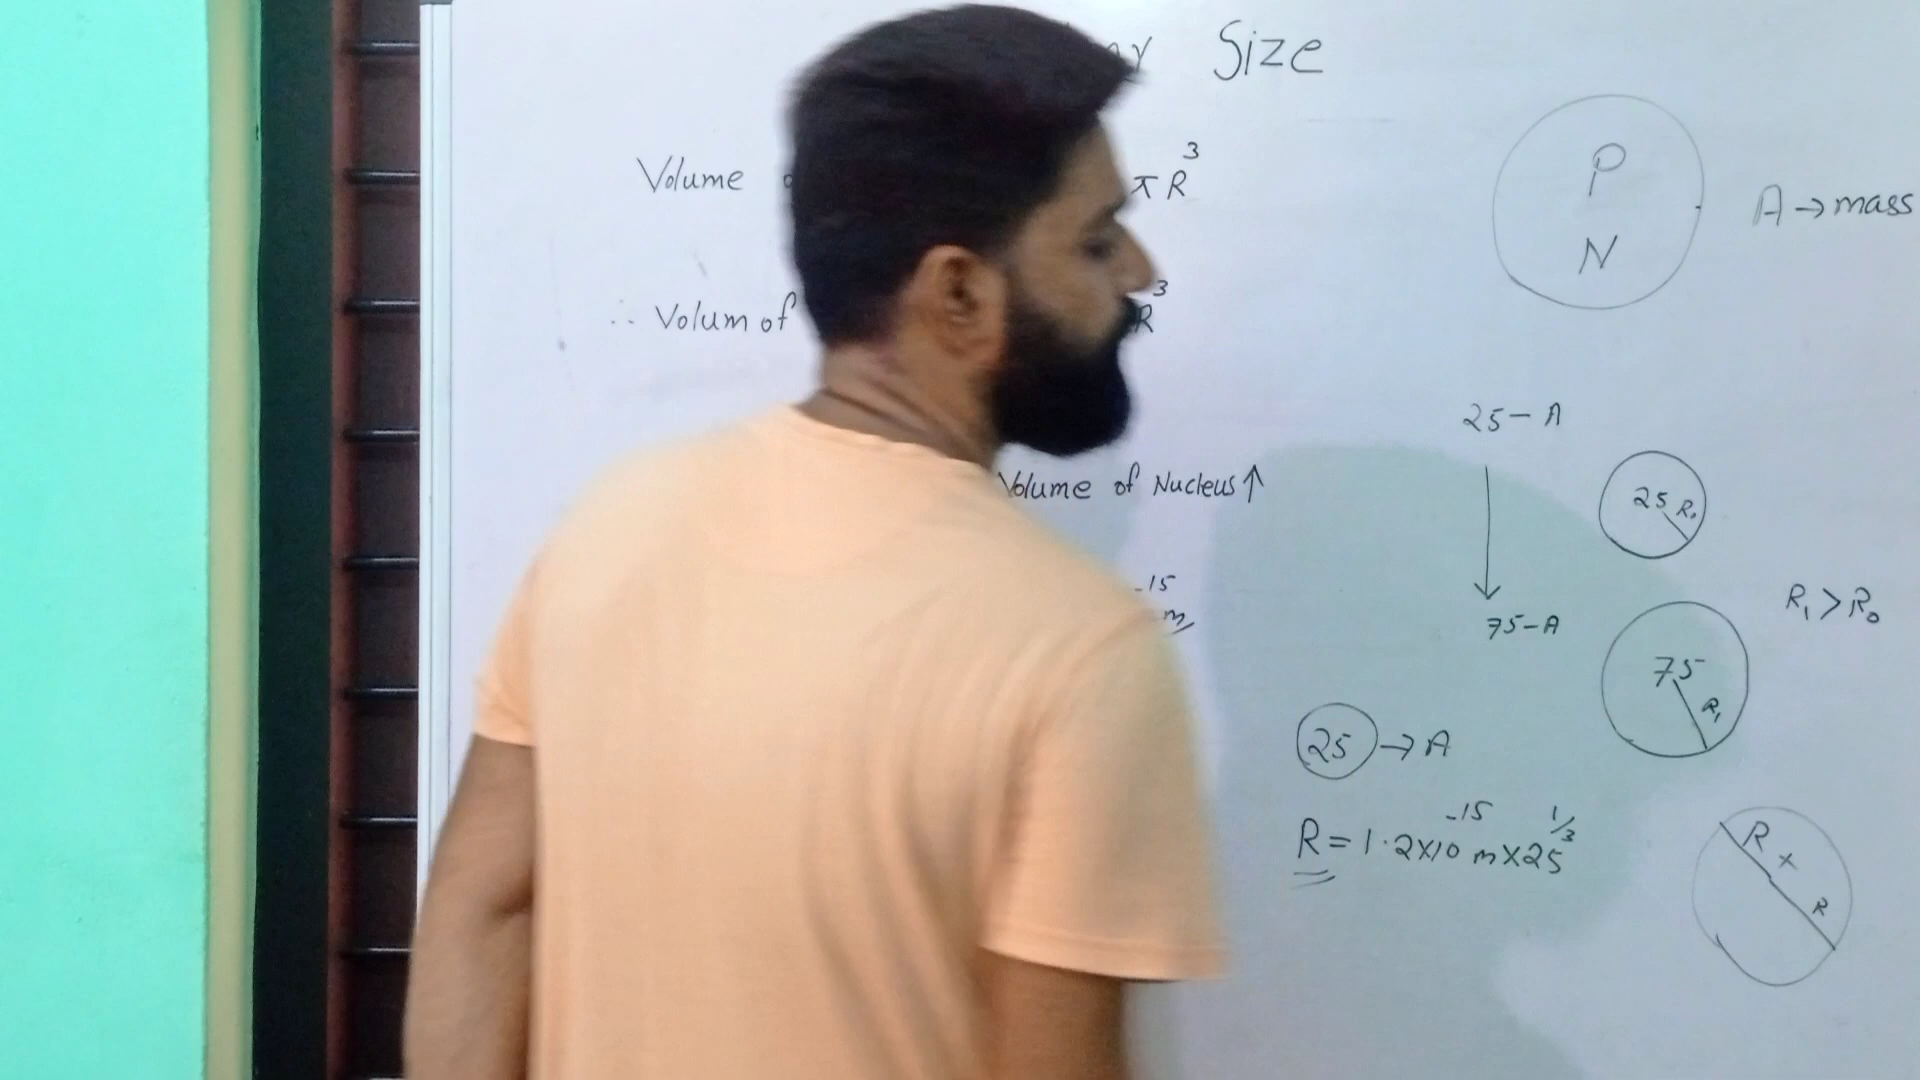 Size
Volume
π R³
P
N
A → mass
∴ Volum of
R³
25 - A
Volume of Nucleus ↑
25 R₀
-15
m
75 - A
R₁ > R₀
75
R₁
25 → A
R = 1.2 X 10⁻¹⁵ m X 25^1/3
R + R